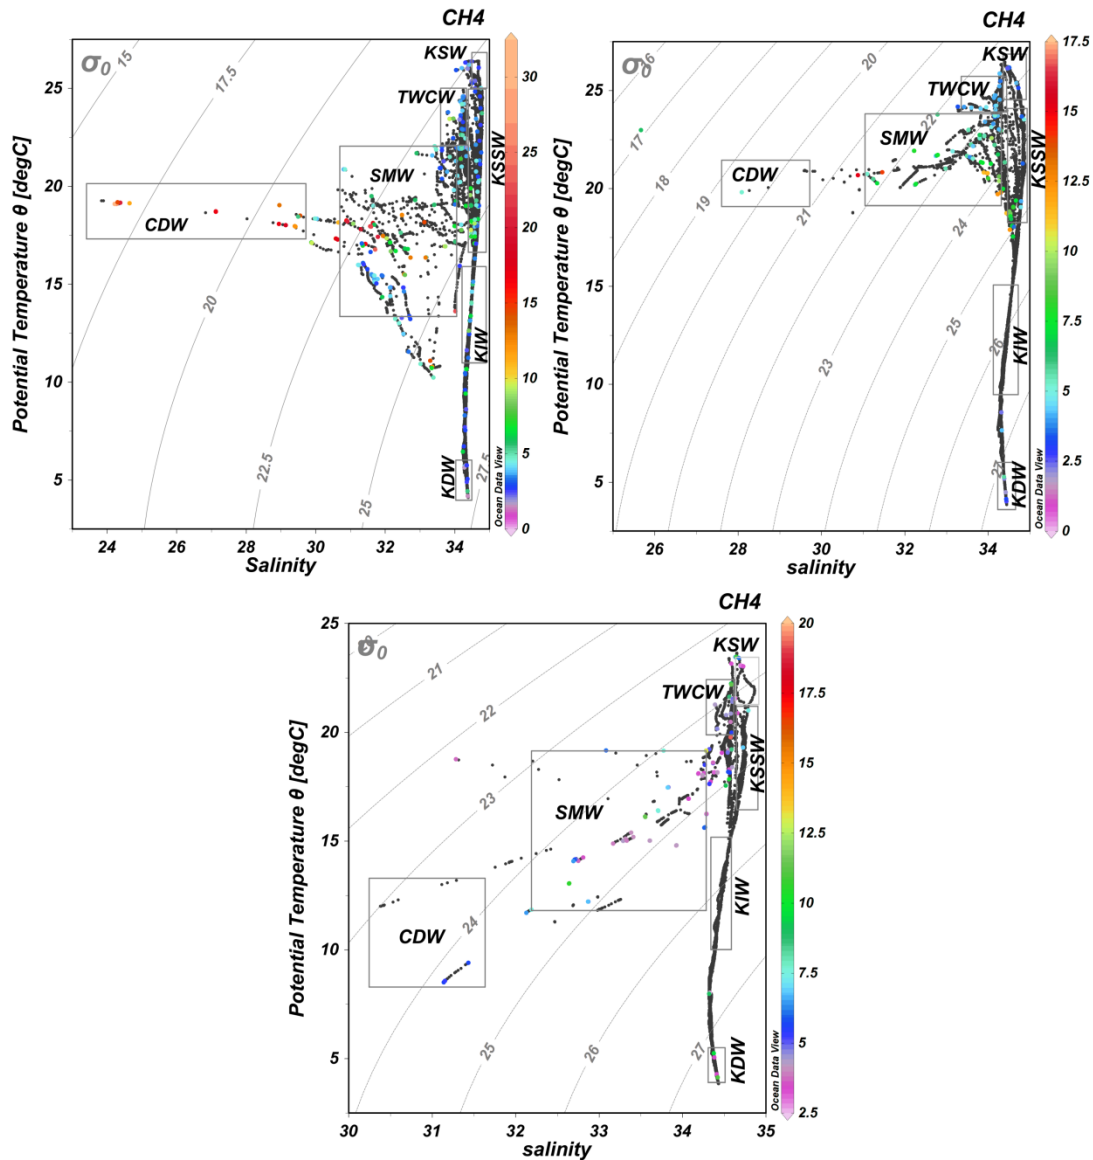 CH4
σ0
15
17.5
20
22.5
25
27.5
KSW
TWCW
KSSW
SMW
CDW
KIW
KDW
25
20
15
10
5
Potential Temperature θ [degC]
24
26
28
30
32
34
Salinity
30
25
20
15
10
5
0
Ocean Data View
CH4
σ0
16
17
18
19
20
21
22
23
24
25
26
27
KSW
TWCW
KSSW
SMW
CDW
KIW
KDW
25
20
15
10
5
Potential Temperature θ [degC]
26
28
30
32
34
salinity
17.5
15
12.5
10
7.5
5
2.5
0
Ocean Data View
CH4
σ0
21
22
23
24
25
26
27
KSW
TWCW
KSSW
SMW
CDW
KIW
KDW
25
20
15
10
5
Potential Temperature θ [degC]
30
31
32
33
34
35
salinity
20
17.5
15
12.5
10
7.5
5
2.5
Ocean Data View